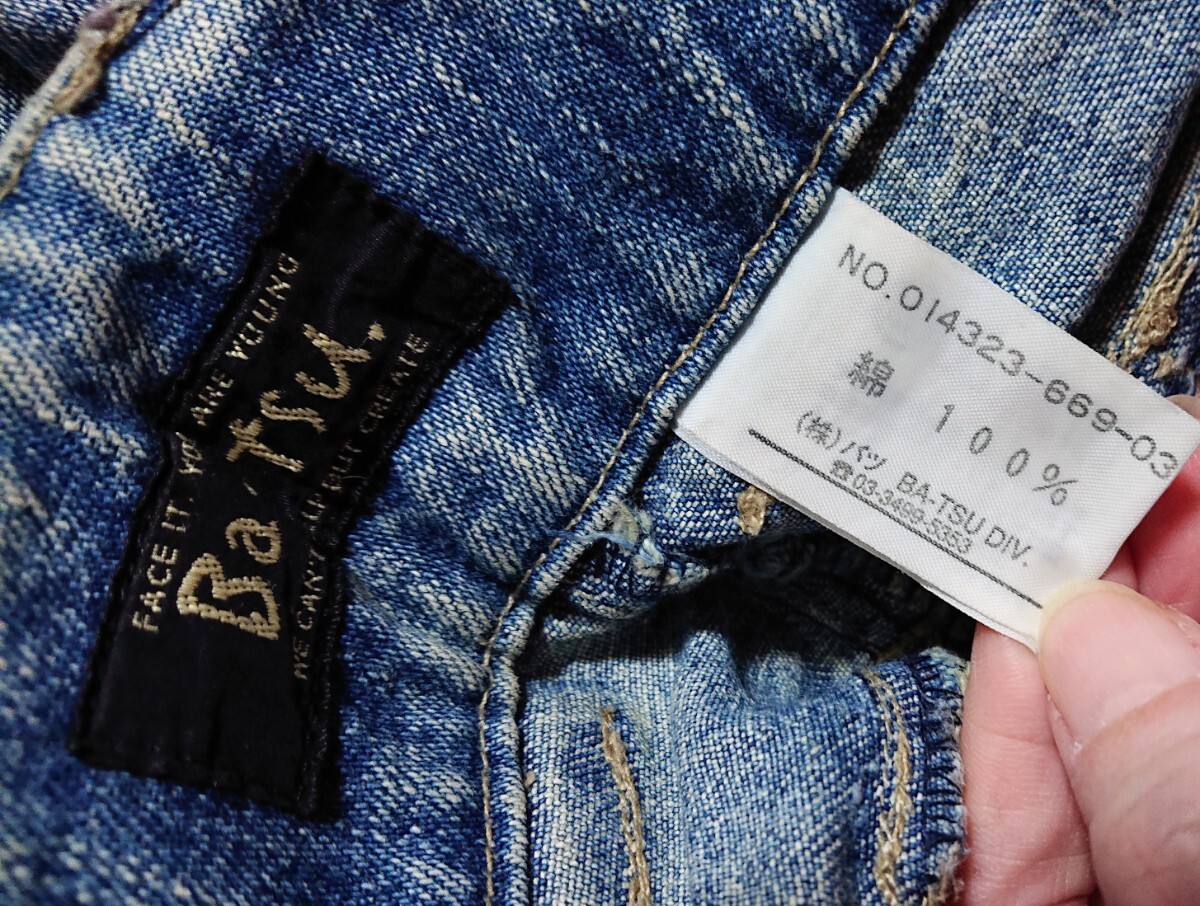 FACE IT, YOU ARE YOUNG
Ba-Tsu.
WE CAN'T BUT CREATE
NO.014323-669-03
綿 100%
(株)バツ BA-TSU DIV.
☎03-3499-5353